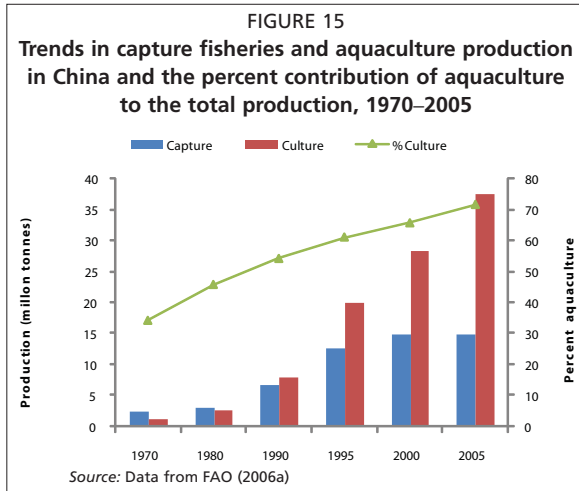 FIGURE 15
Trends in capture fisheries and aquaculture production
in China and the percent contribution of aquaculture
to the total production, 1970–2005
Capture Culture %Culture
40 80
35 70
30 60
25 50
20 40
15 30
10 20
5 10
0 0
Production (millon tonnes)
Percent aquaculture
1970 1980 1990 1995 2000 2005
Source: Data from FAO (2006a)